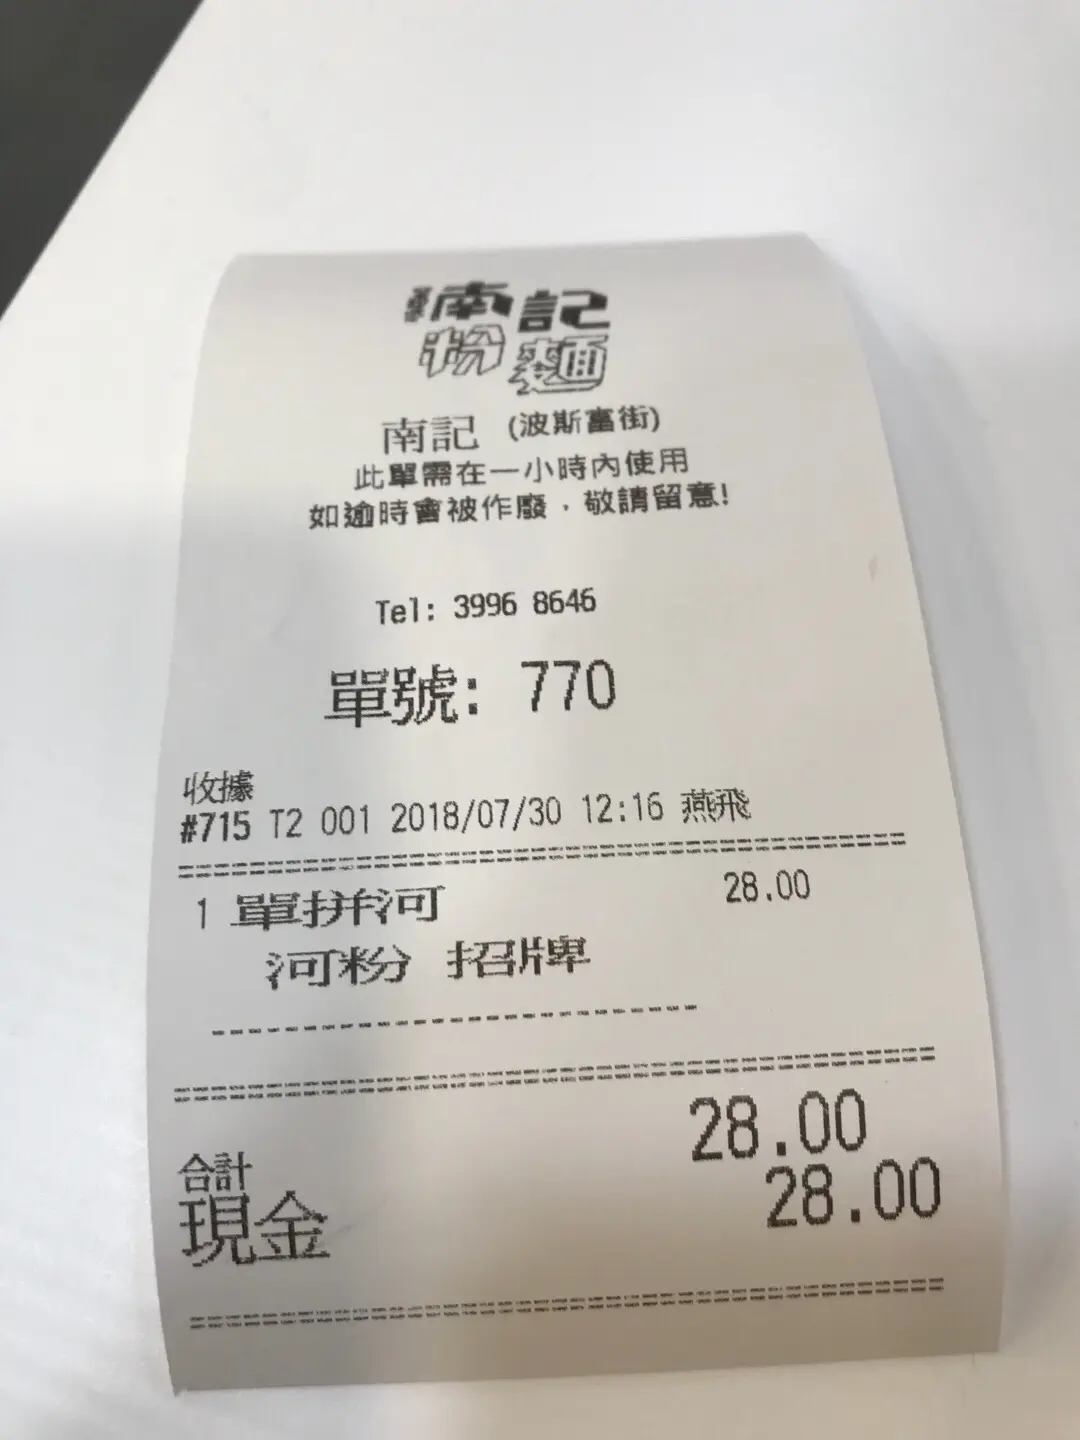 南記
粉麵
南記 (波斯富街)
此單需在一小時內使用
如逾時會被作廢，敬請留意!
Tel: 3996 8646
單號: 770
收據
#715 T2 001 2018/07/30 12:16 燕飛
1 單拼河 28.00
河粉 招牌
合計 28.00
現金 28.00